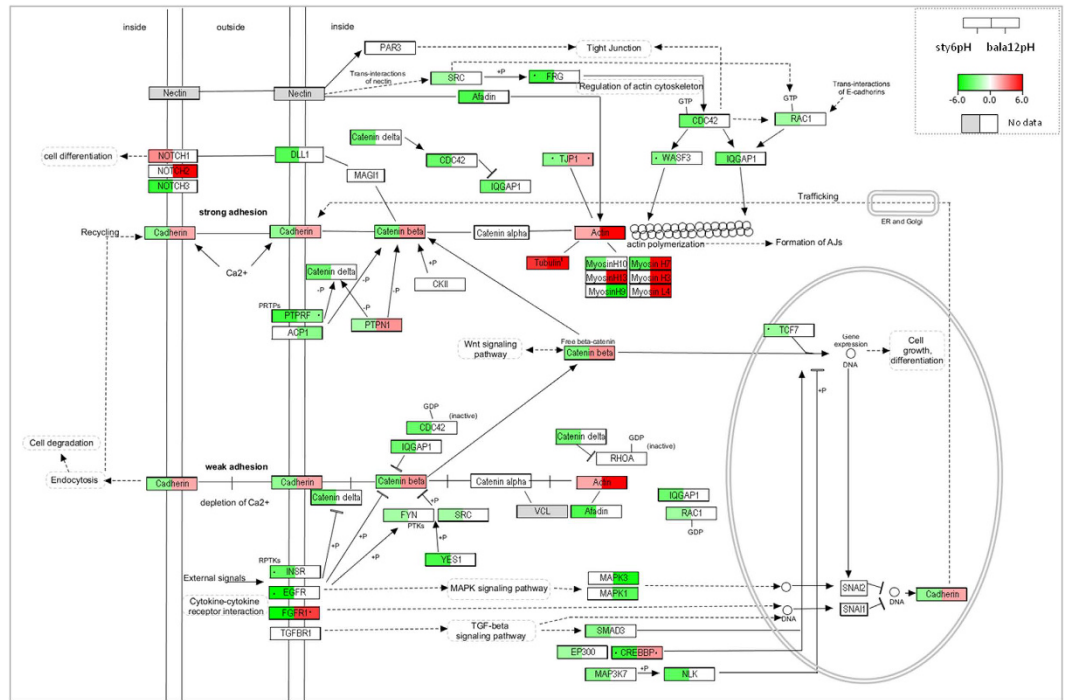 inside
outside
inside
PAR3
Tight Junction
sty6pH
bala12pH
-6.0
0.0
6.0
No data
Nectin
Nectin
Trans-interactions
of nectin
SRC
+P
FRG
Regulation of actin cytoskeleton
Afadin
GTP
CDC42
GTP
RAC1
Trans-interactions
of E-cadherins
cell differentiation
NOTCH1
NOTCH2
NOTCH3
DLL1
MAGI1
Catenin delta
CDC42
IQGAP1
TJP1
WASF3
IQGAP1
Trafficking
ER and Golgi
strong adhesion
Recycling
Cadherin
Cadherin
Catenin beta
Catenin alpha
Actin
actin polymerization
Formation of AJs
Ca2+
Catenin delta
-P
-P
-P
+P
CKII
Tubulin
MyosinH10
MyosinH7
MyosinH13
Myosin H3
MyosinH9
Myosin L4
PRTPs
PTPRF
ACP1
PTPN1
Wnt signaling
pathway
Free beta-catenin
Catenin beta
TCF7
Gene
expression
DNA
Cell
growth,
differentiation
+P
GDP
CDC42
(inactive)
IQGAP1
Catenin delta
GDP
(inactive)
RHOA
Cell degradation
Endocytosis
weak adhesion
Cadherin
Cadherin
Catenin beta
Catenin alpha
Actin
depletion of Ca2+
Catenin delta
VCL
Afadin
IQGAP1
RAC1
GDP
FYN
PTKs
SRC
+P
YES1
+P
+P
+P
RPTKs
External signals
INSR
EGFR
FGFR1
TGFBR1
Cytokine-cytokine
receptor interaction
MAPK signaling pathway
MAPK3
MAPK1
TGF-beta
signaling pathway
SMAD3
EP300
CREBBP
MAP3K7
+P
NLK
DNA
SNAI2
SNAI1
DNA
Cadherin